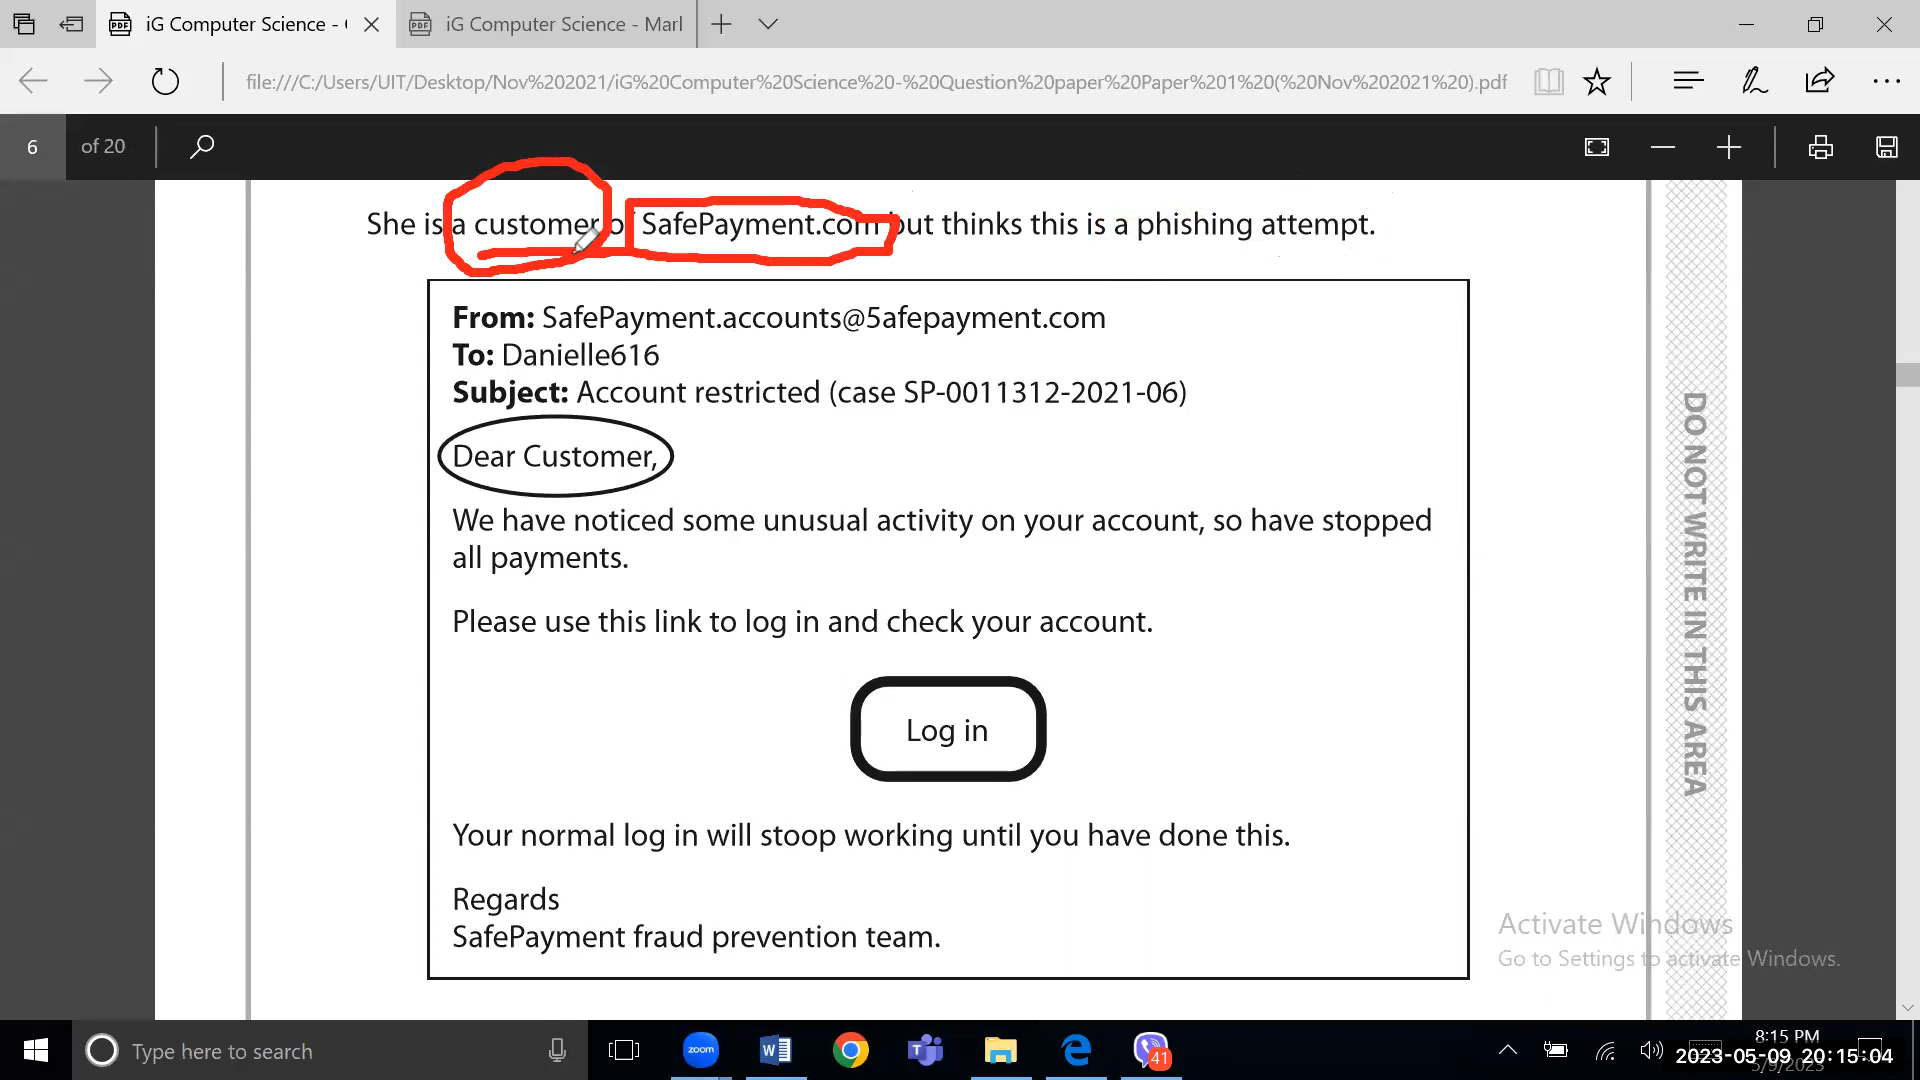 iG Computer Science - (
iG Computer Science - Marl
file:///C:/Users/UIT/Desktop/Nov%202021/iG%20Computer%20Science%20-%20Question%20paper%20Paper%201%20(%20Nov%202021%20).pdf
6 of 20
She is a customer of SafePayment.com but thinks this is a phishing attempt.
From: SafePayment.accounts@5afepayment.com
To: Danielle616
Subject: Account restricted (case SP-0011312-2021-06)
Dear Customer,
We have noticed some unusual activity on your account, so have stopped
all payments.
Please use this link to log in and check your account.
Log in
Your normal log in will stoop working until you have done this.
Regards
SafePayment fraud prevention team.
DO NOT WRITE IN THIS AREA
Activate Windows
Go to Settings to activate Windows.
Type here to search
zoom
41
8:15 PM
5/9/2023
2023-05-09 20:15:04